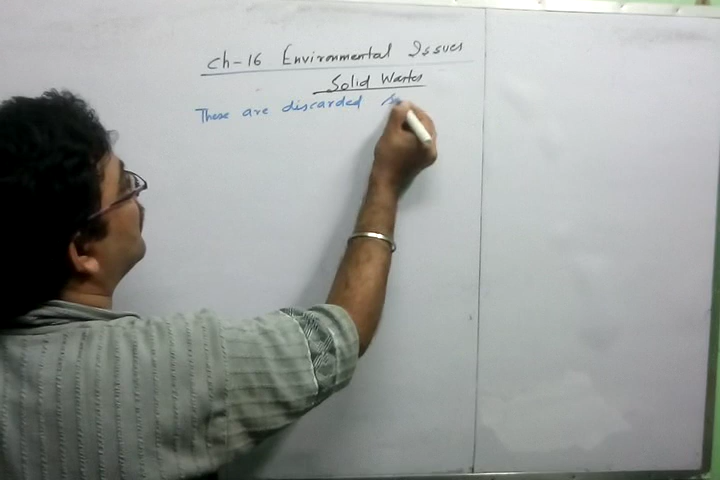 Ch-16 Environmental Issues
Solid Wastes
These are discarded